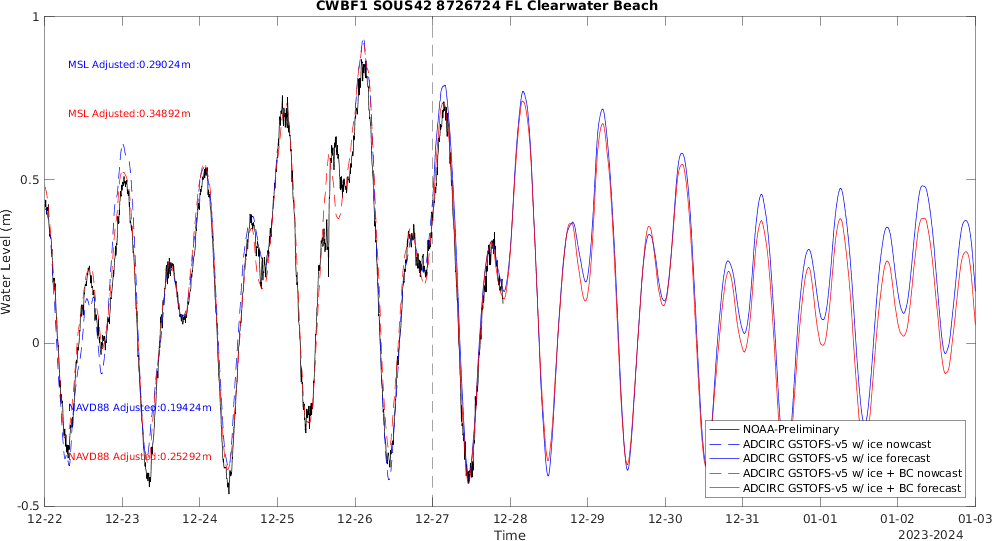 CWBF1 SOUS42 8726724 FL Clearwater Beach
1
MSL Adjusted:0.29024m
MSL Adjusted:0.34892m
0.5
Water Level (m)
0
NAVD88 Adjusted:0.19424m
NAVD88 Adjusted:0.25292m
-0.5
NOAA-Preliminary
ADCIRC GSTOFS-v5 w/ ice nowcast
ADCIRC GSTOFS-v5 w/ ice forecast
ADCIRC GSTOFS-v5 w/ ice + BC nowcast
ADCIRC GSTOFS-v5 w/ ice + BC forecast
12-22 12-23 12-24 12-25 12-26 12-27 12-28 12-29 12-30 12-31 01-01 01-02 01-03
Time
2023-2024